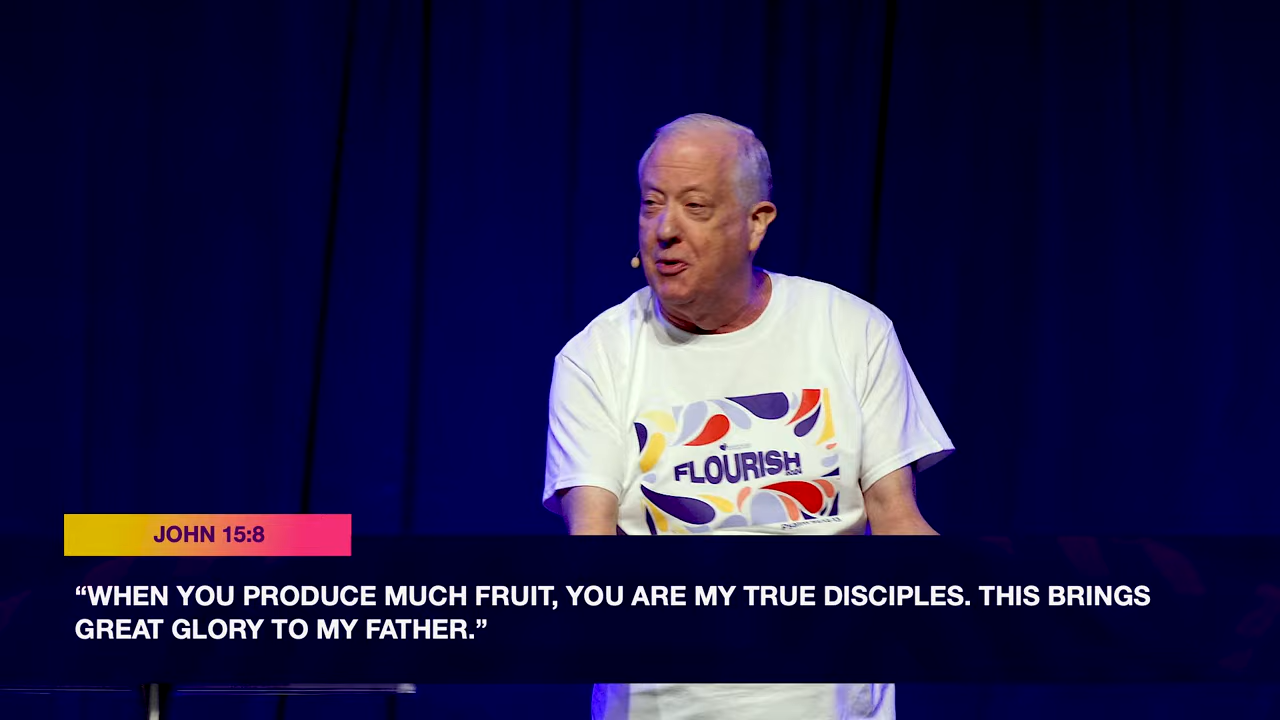 FLOURISH
JOHN 15:8
“WHEN YOU PRODUCE MUCH FRUIT, YOU ARE MY TRUE DISCIPLES. THIS BRINGS
GREAT GLORY TO MY FATHER.”